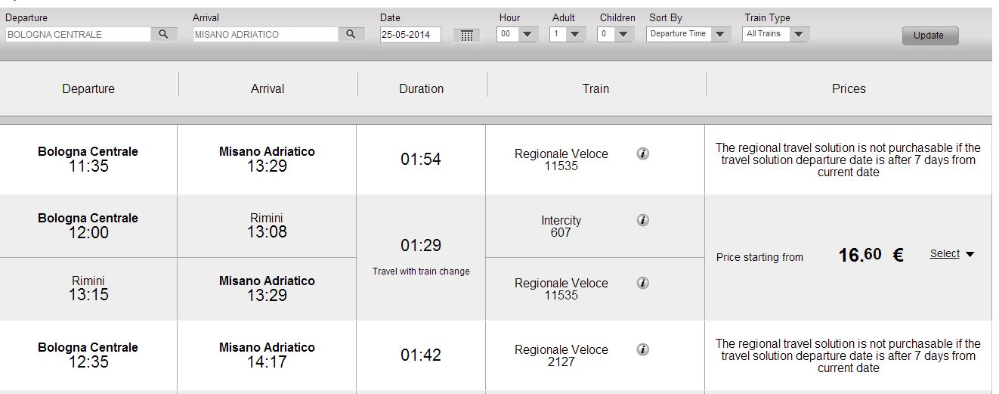 Departure Arrival Date Hour Adult Children Sort By Train Type
BOLOGNA CENTRALE MISANO ADRIATICO 25-05-2014 00 1 0 Departure Time All Trains Update
Departure Arrival Duration Train Prices
Bologna Centrale
11:35
Misano Adriatico
13:29
01:54
Regionale Veloce
11535
The regional travel solution is not purchasable if the
travel solution departure date is after 7 days from
current date
Bologna Centrale
12:00
Rimini
13:08
01:29
Travel with train change
Intercity
607
Price starting from 16.60 € Select
Rimini
13:15
Misano Adriatico
13:29
Regionale Veloce
11535
Bologna Centrale
12:35
Misano Adriatico
14:17
01:42
Regionale Veloce
2127
The regional travel solution is not purchasable if the
travel solution departure date is after 7 days from
current date